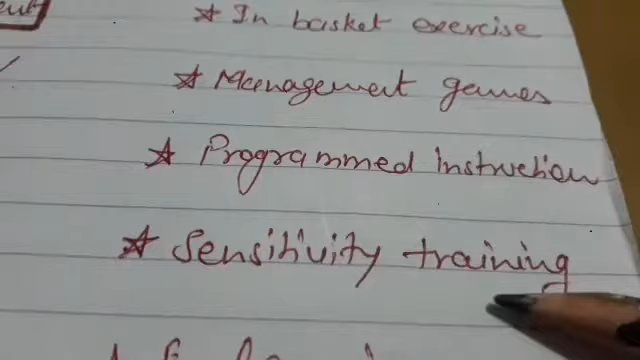 * In basket exercise
* Management games
* Programmed instruction
* Sensitivity training